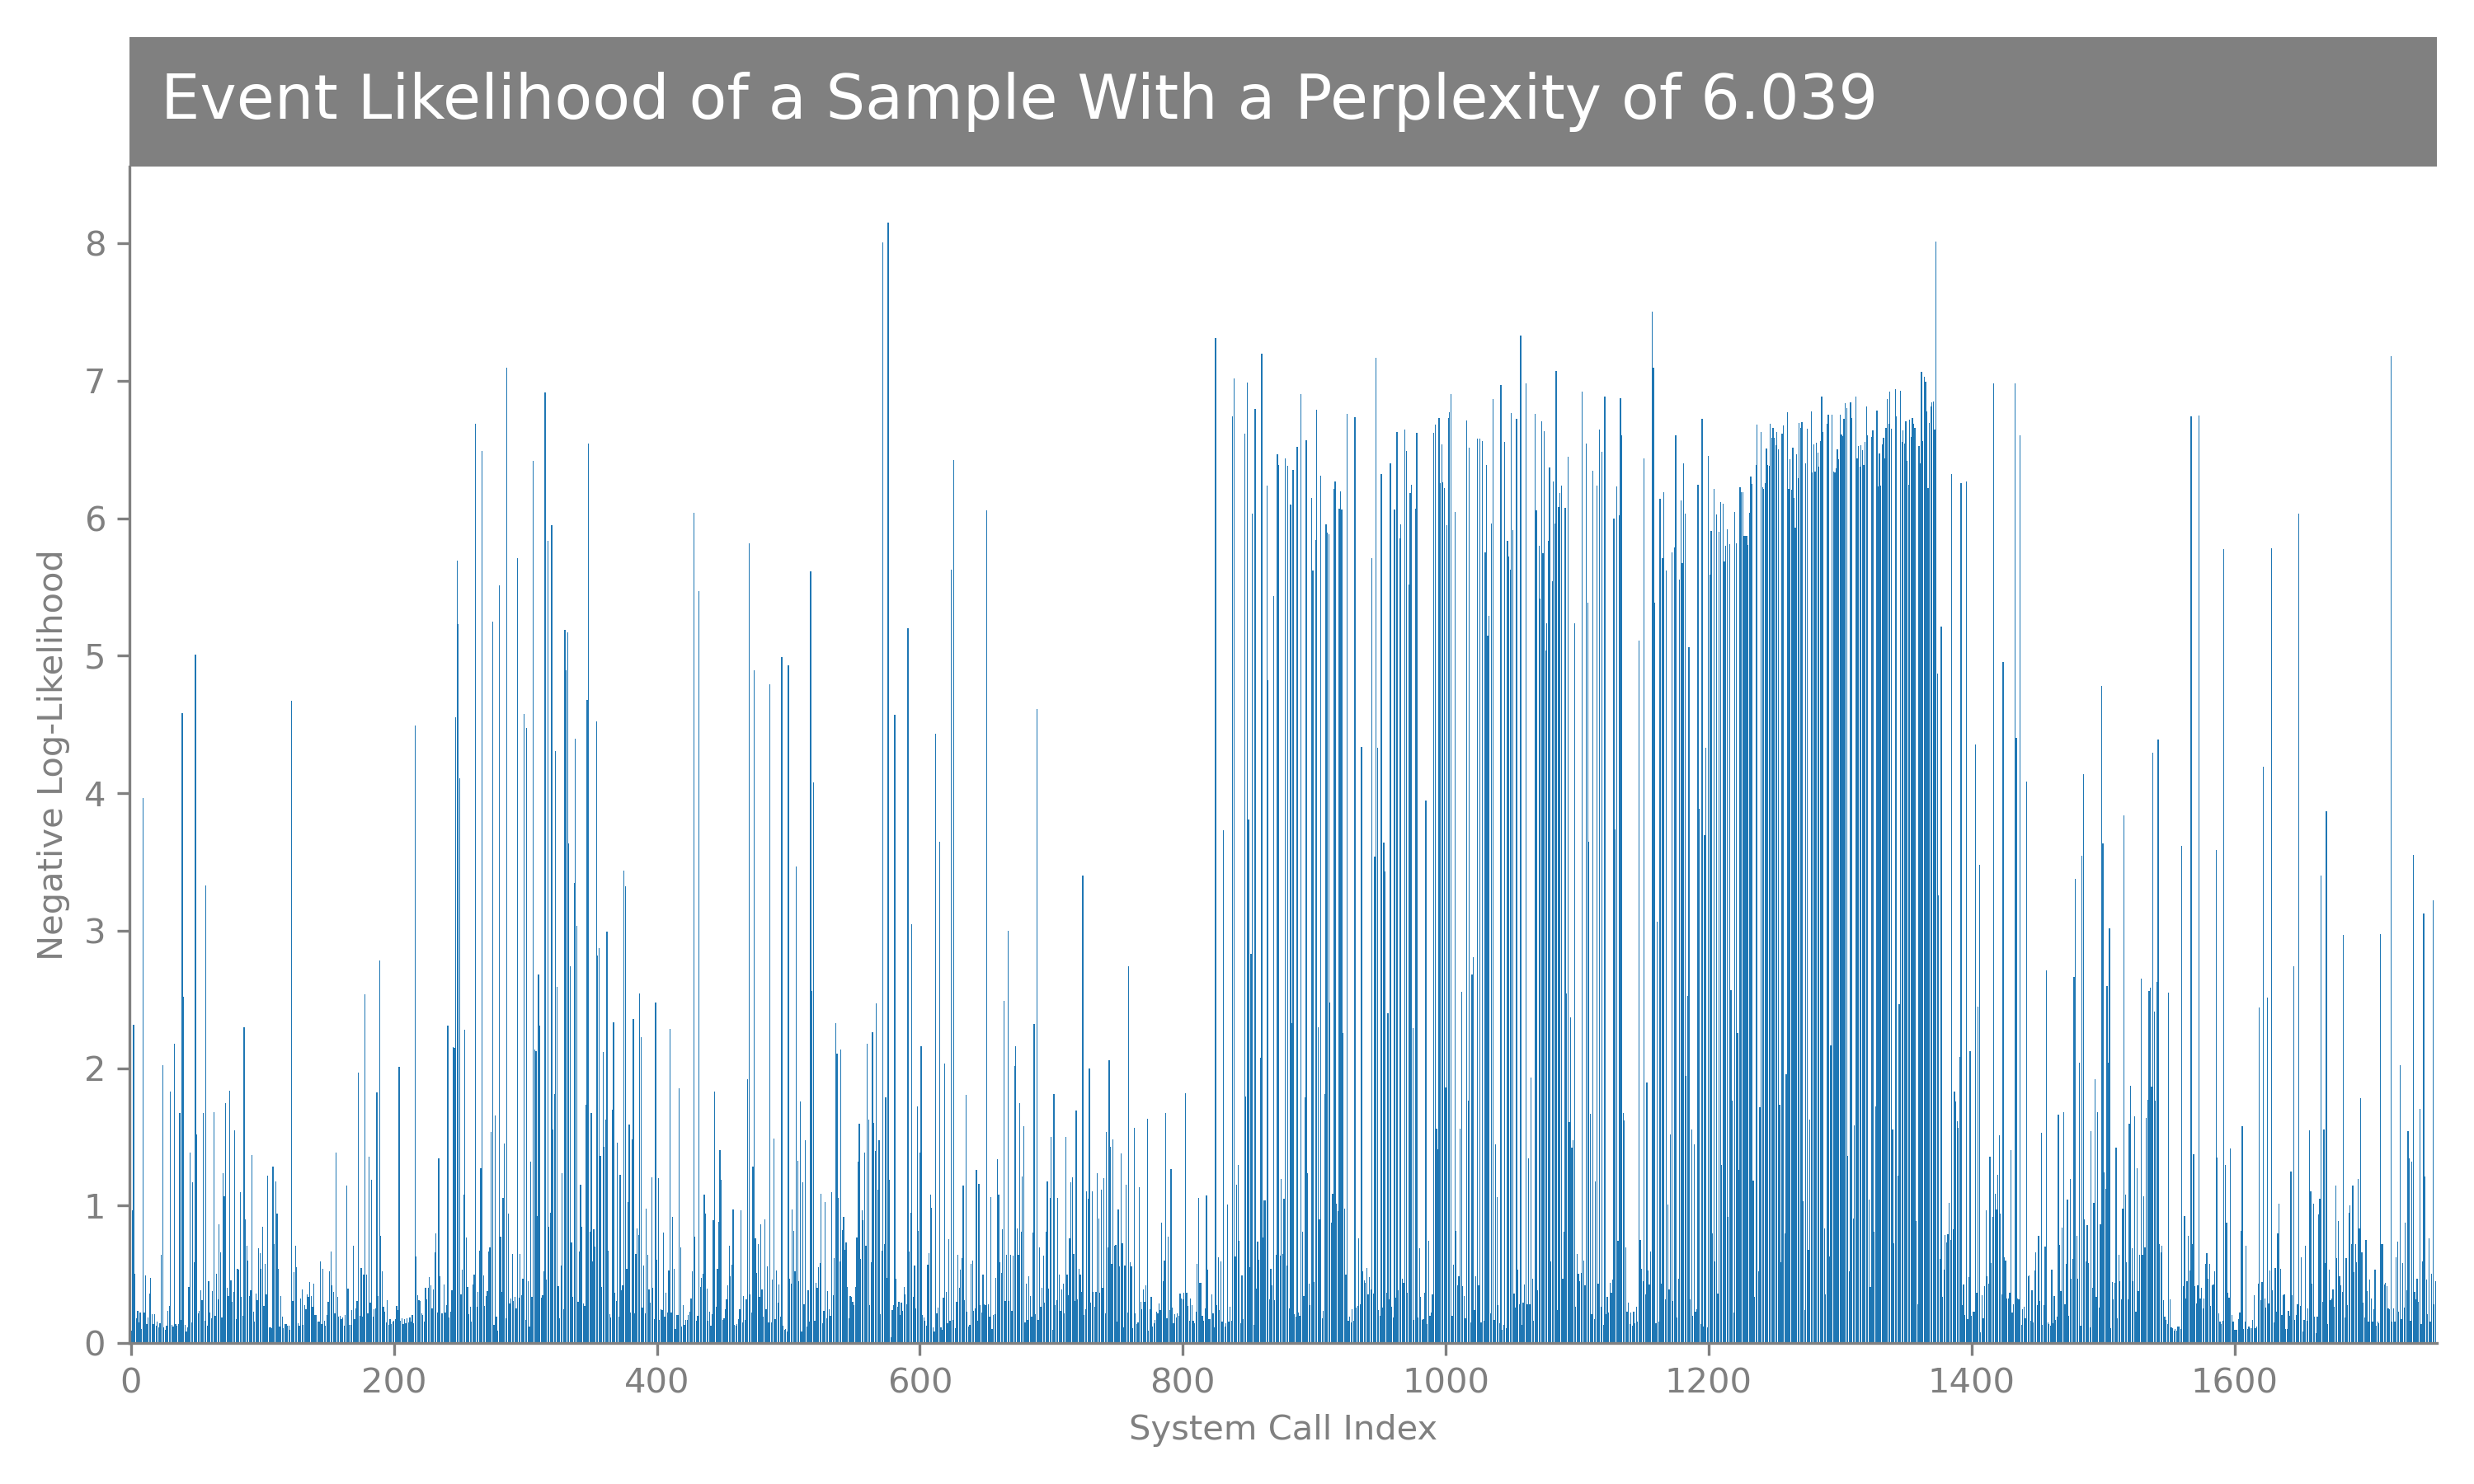 Event Likelihood of a Sample With a Perplexity of 6.039
8
7
6
5
4
3
2
1
0
Negative Log-Likelihood
0 200 400 600 800 1000 1200 1400 1600
System Call Index